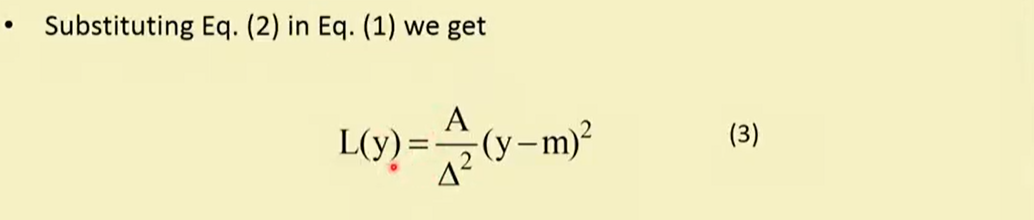 • Substituting Eq. (2) in Eq. (1) we get
L(y) = A/Δ² (y – m)² (3)